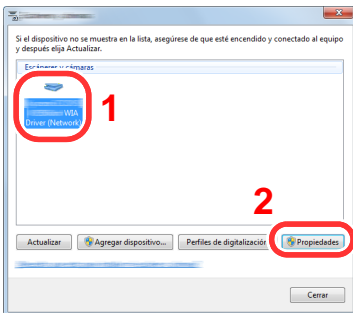 Si el dispositivo no se muestra en la lista, asegúrese de que esté encendido y conectado al equipo
y después elija Actualizar.
Escáneres y cámaras
WIA
Driver (Network)
1
2
Actualizar
Agregar dispositivo...
Perfiles de digitalización
Propiedades
Cerrar